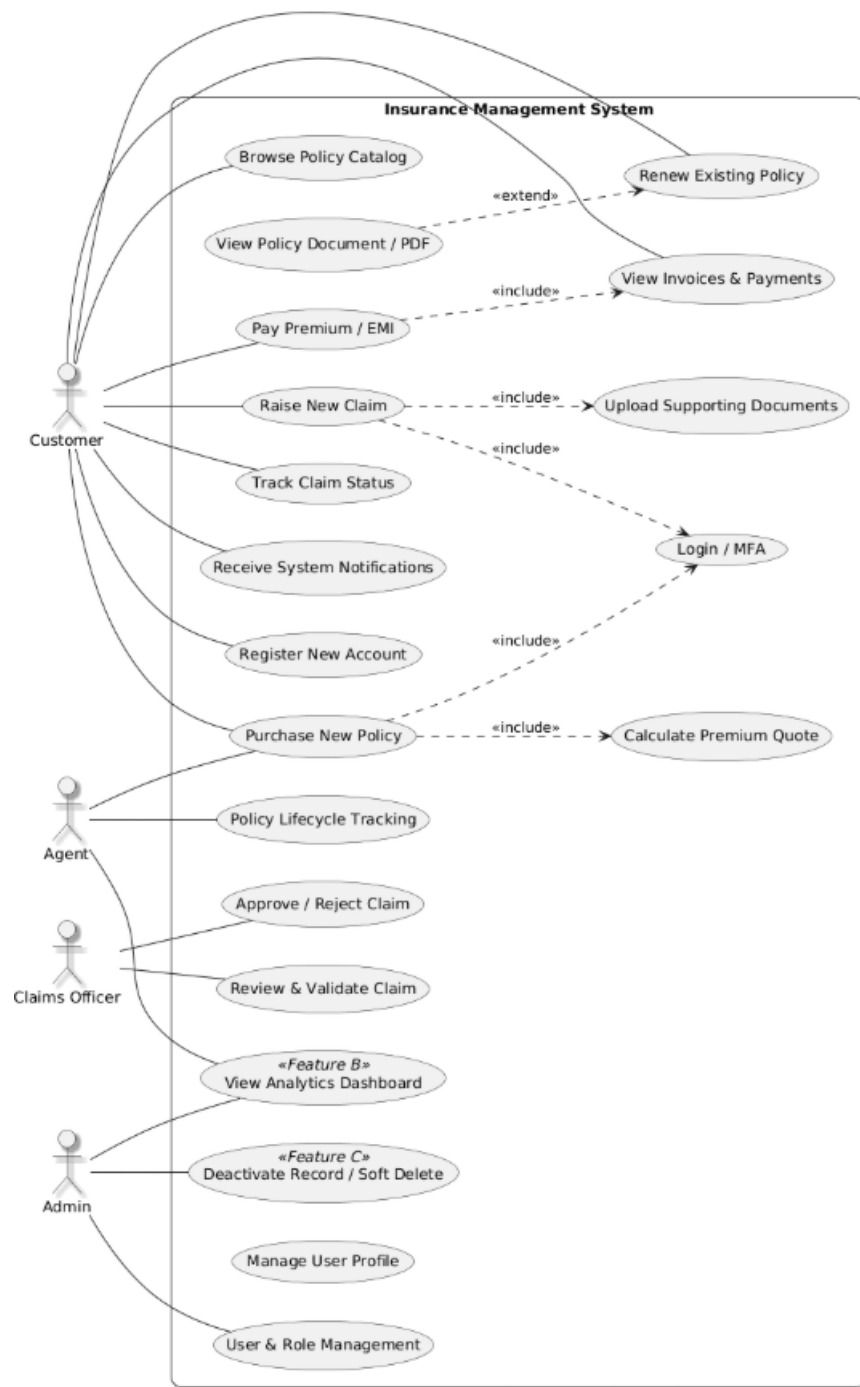 Insurance Management System
Browse Policy Catalog
Renew Existing Policy
«extend»
View Policy Document / PDF
View Invoices & Payments
«include»
Pay Premium / EMI
Raise New Claim
«include»
Upload Supporting Documents
Customer
«include»
Track Claim Status
Login / MFA
Receive System Notifications
«include»
Register New Account
«include»
Purchase New Policy
Calculate Premium Quote
Policy Lifecycle Tracking
Agent
Approve / Reject Claim
Review & Validate Claim
Claims Officer
«Feature B»
View Analytics Dashboard
«Feature C»
Deactivate Record / Soft Delete
Admin
Manage User Profile
User & Role Management